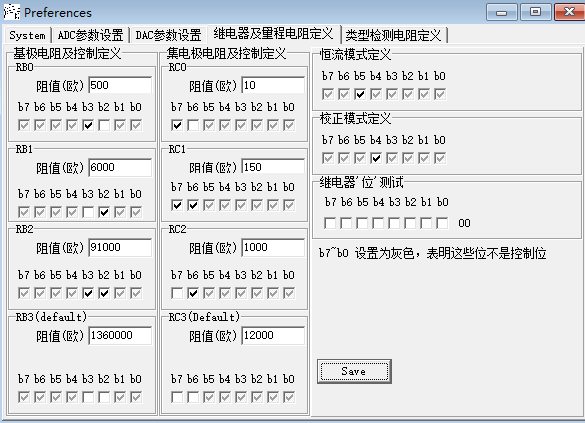 Preferences
System ADC参数设置 DAC参数设置 继电器及量程电阻定义 类型检测电阻定义
基极电阻及控制定义
RB0
阻值(欧) 500
b7 b6 b5 b4 b3 b2 b1 b0
RB1
阻值(欧) 6000
b7 b6 b5 b4 b3 b2 b1 b0
RB2
阻值(欧) 91000
b7 b6 b5 b4 b3 b2 b1 b0
RB3(default)
阻值(欧) 1360000
b7 b6 b5 b4 b3 b2 b1 b0
集电极电阻及控制定义
RC0
阻值(欧) 10
b7 b6 b5 b4 b3 b2 b1 b0
RC1
阻值(欧) 150
b7 b6 b5 b4 b3 b2 b1 b0
RC2
阻值(欧) 1000
b7 b6 b5 b4 b3 b2 b1 b0
RC3(Default)
阻值(欧) 12000
b7 b6 b5 b4 b3 b2 b1 b0
恒流模式定义
b7 b6 b5 b4 b3 b2 b1 b0
校正模式定义
b7 b6 b5 b4 b3 b2 b1 b0
继电器'位'测试
b7 b6 b5 b4 b3 b2 b1 b0
00
b7~b0 设置为灰色，表明这些位不是控制位
Save